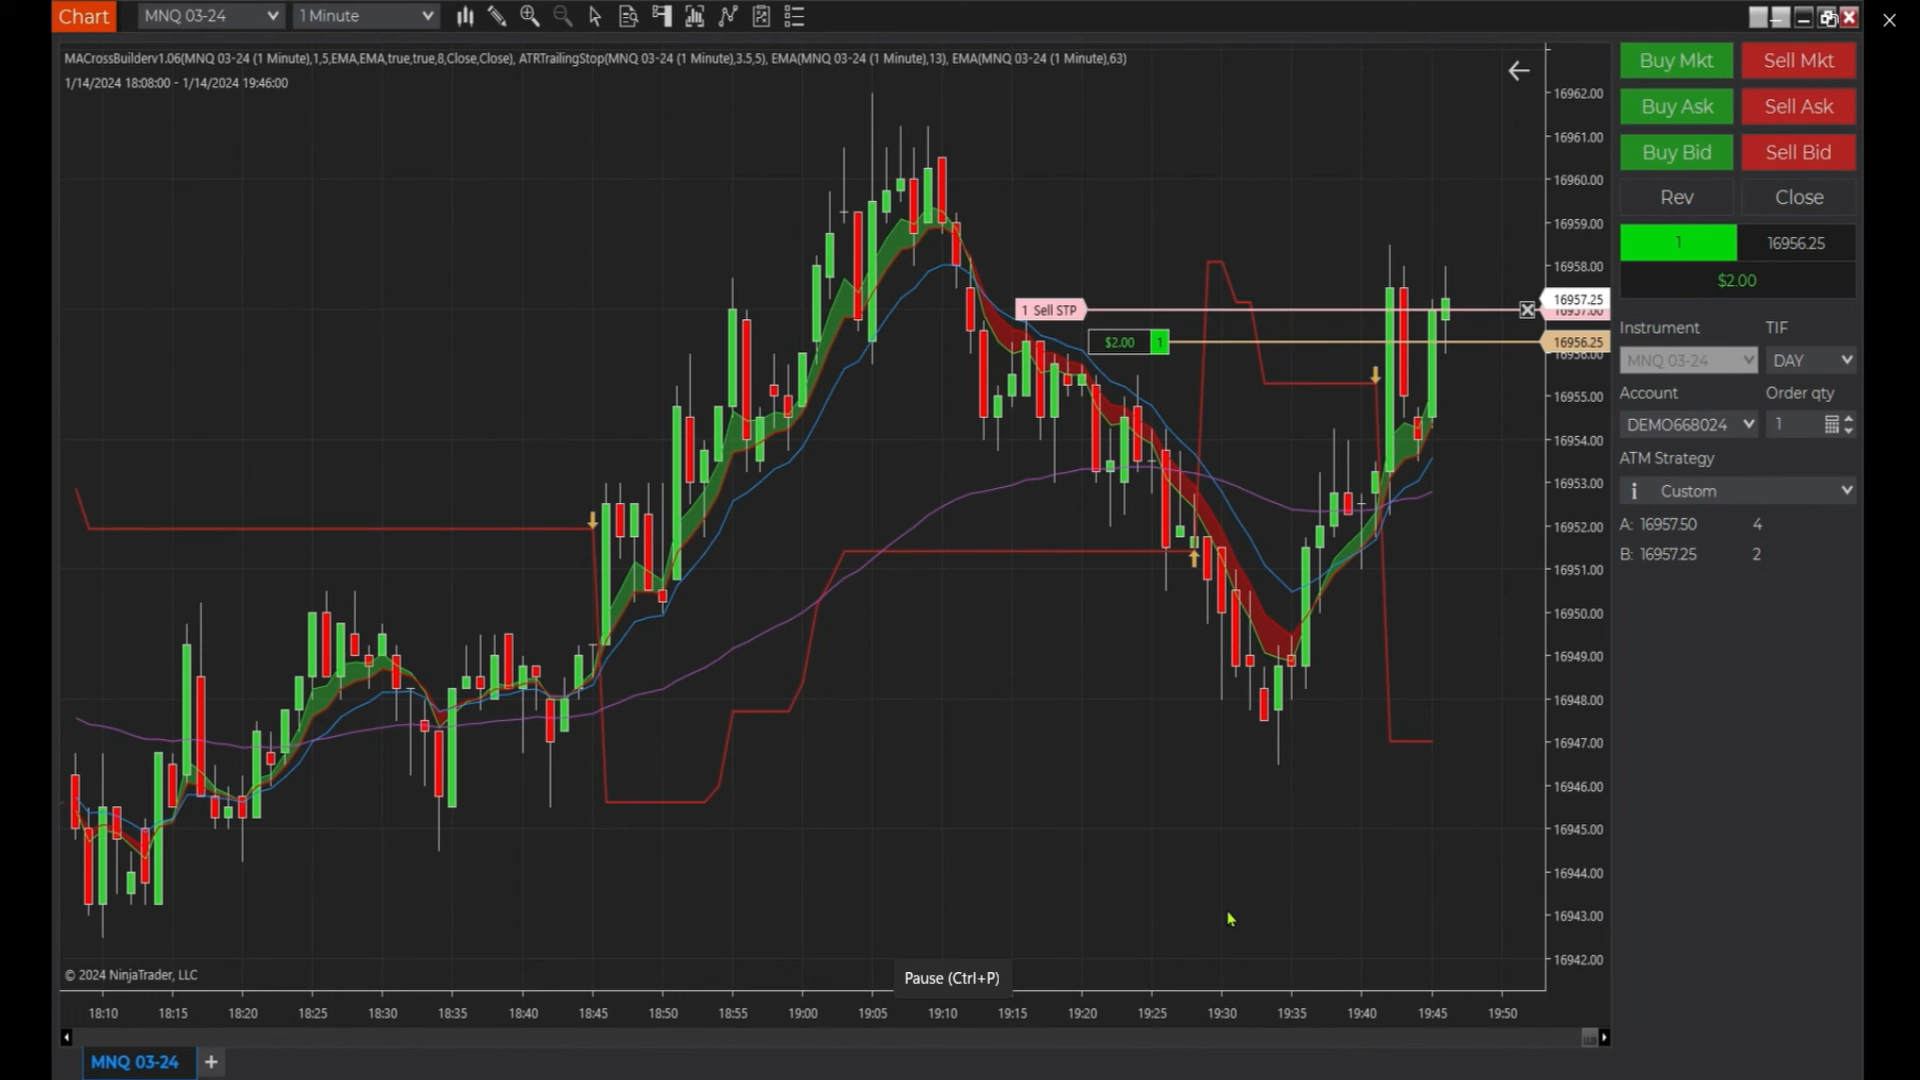 Chart MNQ 03-24 1 Minute
MACrossBuilderv1.06(MNQ 03-24 (1 Minute),1,5,EMA,EMA,true,true,8,Close,Close), ATRTrailingStop(MNQ 03-24 (1 Minute),3.5,5), EMA(MNQ 03-24 (1 Minute),13), EMA(MNQ 03-24 (1 Minute),63)
1/14/2024 18:08:00 - 1/14/2024 19:46:00
16962.00
16961.00
16960.00
16959.00
16958.00
16957.25
16957.00
16956.25
16956.00
16955.00
16954.00
16953.00
16952.00
16951.00
16950.00
16949.00
16948.00
16947.00
16946.00
16945.00
16944.00
16943.00
16942.00
1 Sell STP
$2.00 1
© 2024 NinjaTrader, LLC
Pause (Ctrl+P)
18:10 18:15 18:20 18:25 18:30 18:35 18:40 18:45 18:50 18:55 19:00 19:05 19:10 19:15 19:20 19:25 19:30 19:35 19:40 19:45 19:50
MNQ 03-24 +
Buy Mkt Sell Mkt
Buy Ask Sell Ask
Buy Bid Sell Bid
Rev Close
1 16956.25
$2.00
Instrument TIF
MNQ 03-24 DAY
Account Order qty
DEMO668024 1
ATM Strategy
i Custom
A: 16957.50 4
B: 16957.25 2